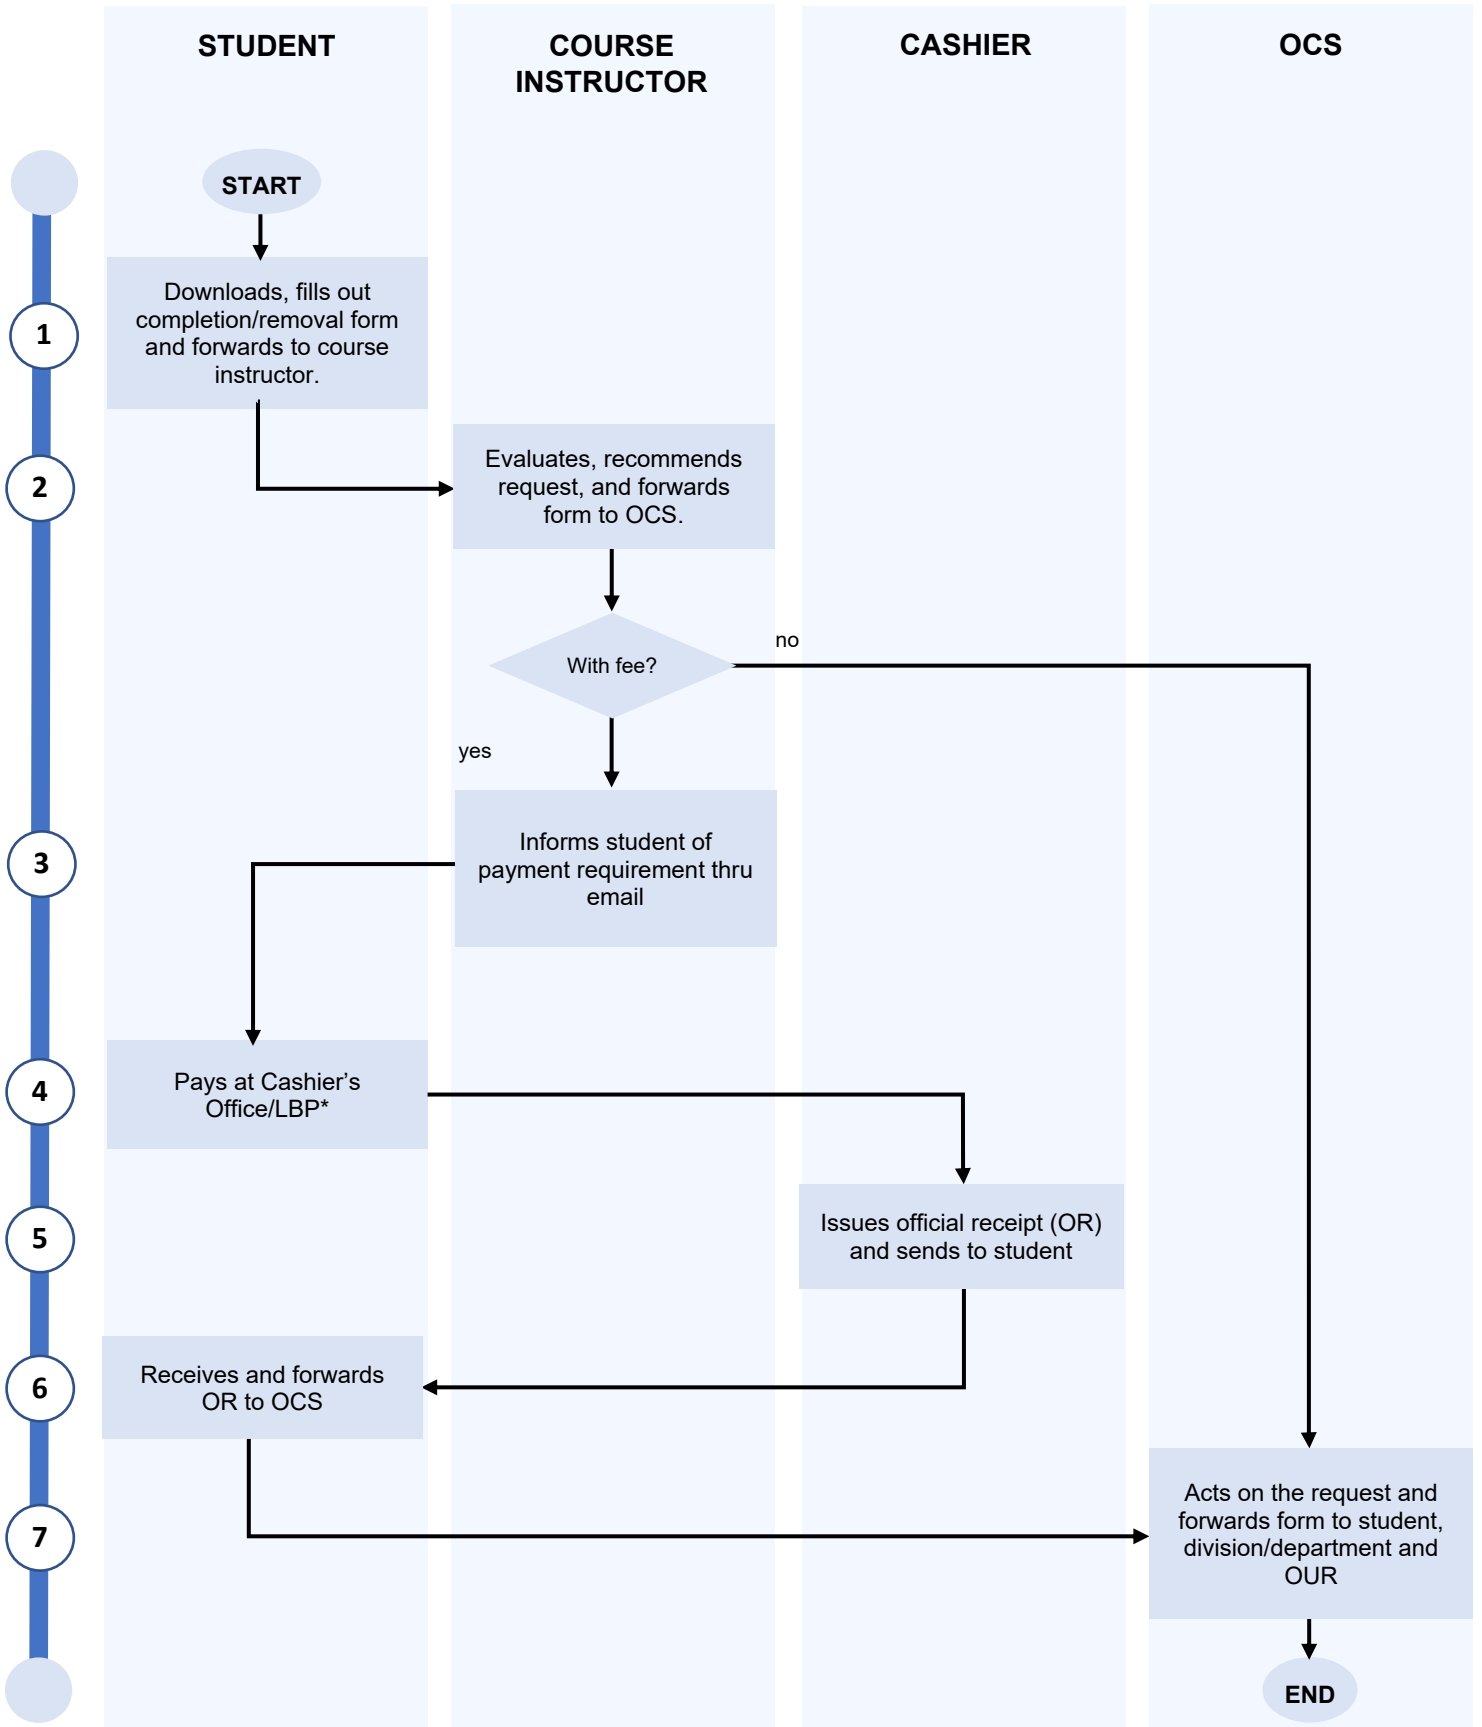 STUDENT
COURSE
INSTRUCTOR
CASHIER
OCS
START
1
Downloads, fills out
completion/removal form
and forwards to course
instructor.
2
Evaluates, recommends
request, and forwards
form to OCS.
With fee?
no
yes
3
Informs student of
payment requirement thru
email
4
Pays at Cashier’s
Office/LBP*
5
Issues official receipt (OR)
and sends to student
6
Receives and forwards
OR to OCS
7
Acts on the request and
forwards form to student,
division/department and
OUR
END